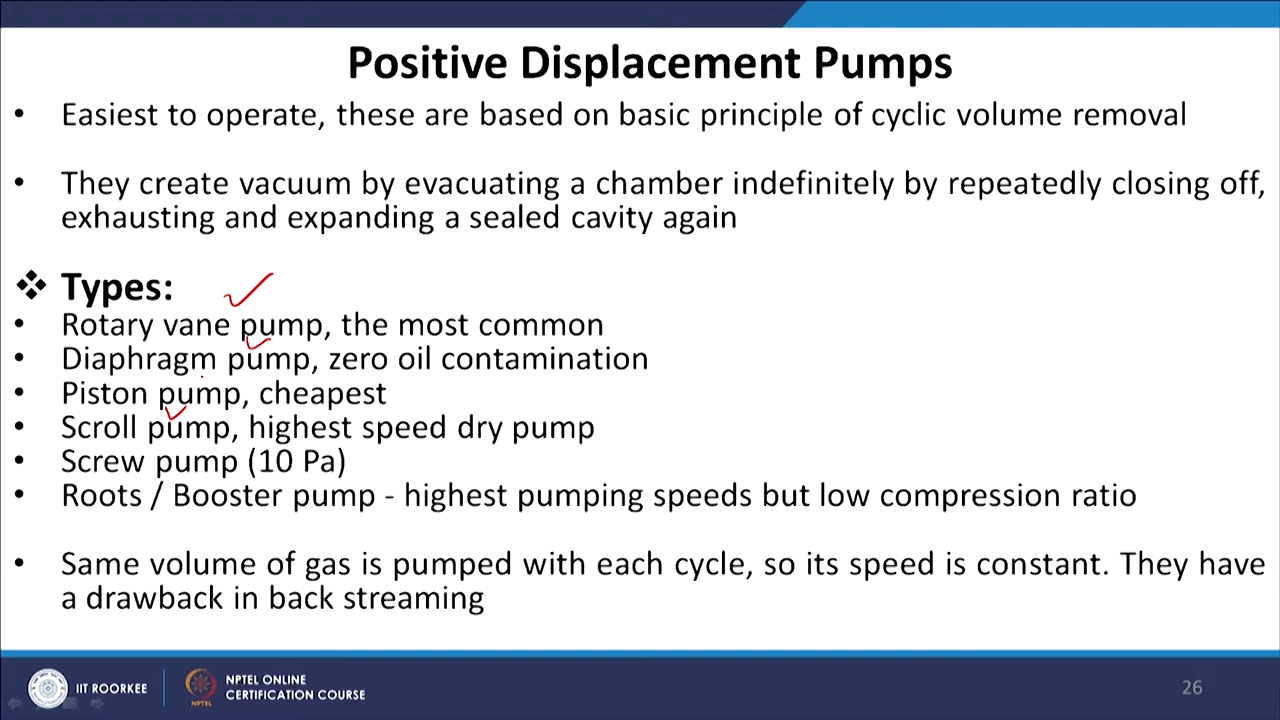 Positive Displacement Pumps
• Easiest to operate, these are based on basic principle of cyclic volume removal
• They create vacuum by evacuating a chamber indefinitely by repeatedly closing off,
exhausting and expanding a sealed cavity again
❖ Types:
• Rotary vane pump, the most common
• Diaphragm pump, zero oil contamination
• Piston pump, cheapest
• Scroll pump, highest speed dry pump
• Screw pump (10 Pa)
• Roots / Booster pump - highest pumping speeds but low compression ratio
• Same volume of gas is pumped with each cycle, so its speed is constant. They have
a drawback in back streaming
IIT ROORKEE
NPTEL
NPTEL ONLINE
CERTIFICATION COURSE
26